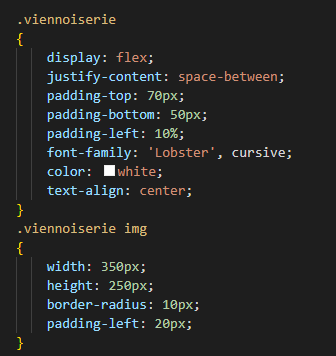 .viennoiserie
{
    display: flex;
    justify-content: space-between;
    padding-top: 70px;
    padding-bottom: 50px;
    padding-left: 10%;
    font-family: 'Lobster', cursive;
    color: white;
    text-align: center;
}
.viennoiserie img
{
    width: 350px;
    height: 250px;
    border-radius: 10px;
    padding-left: 20px;
}